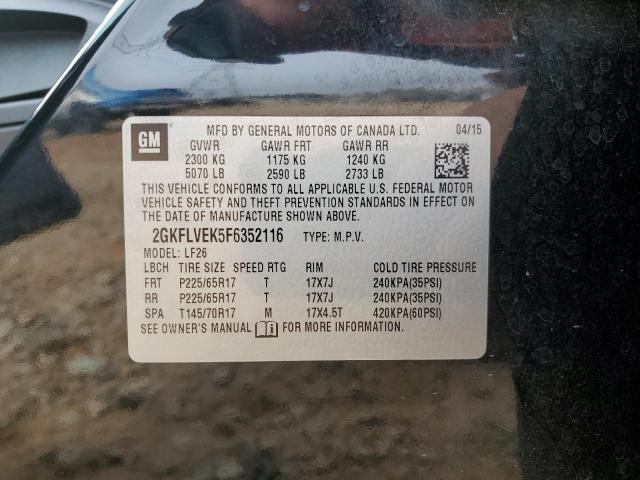 GM
MFD BY GENERAL MOTORS OF CANADA LTD. 04/15
GVWR GAWR FRT GAWR RR
2300 KG 1175 KG 1240 KG
5070 LB 2590 LB 2733 LB
THIS VEHICLE CONFORMS TO ALL APPLICABLE U.S. FEDERAL MOTOR
VEHICLE SAFETY AND THEFT PREVENTION STANDARDS IN EFFECT ON
THE DATE OF MANUFACTURE SHOWN ABOVE.
2GKFLVEK5F6352116 TYPE: M.P.V.
MODEL: LF26
LBCH TIRE SIZE SPEED RTG RIM COLD TIRE PRESSURE
FRT P225/65R17 T 17X7J 240KPA(35PSI)
RR P225/65R17 T 17X7J 240KPA(35PSI)
SPA T145/70R17 M 17X4.5T 420KPA(60PSI)
SEE OWNER'S MANUAL FOR MORE INFORMATION.